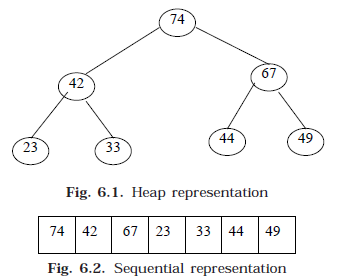 74
42 67
23 33 44 49
Fig. 6.1. Heap representation
74 42 67 23 33 44 49
Fig. 6.2. Sequential representation